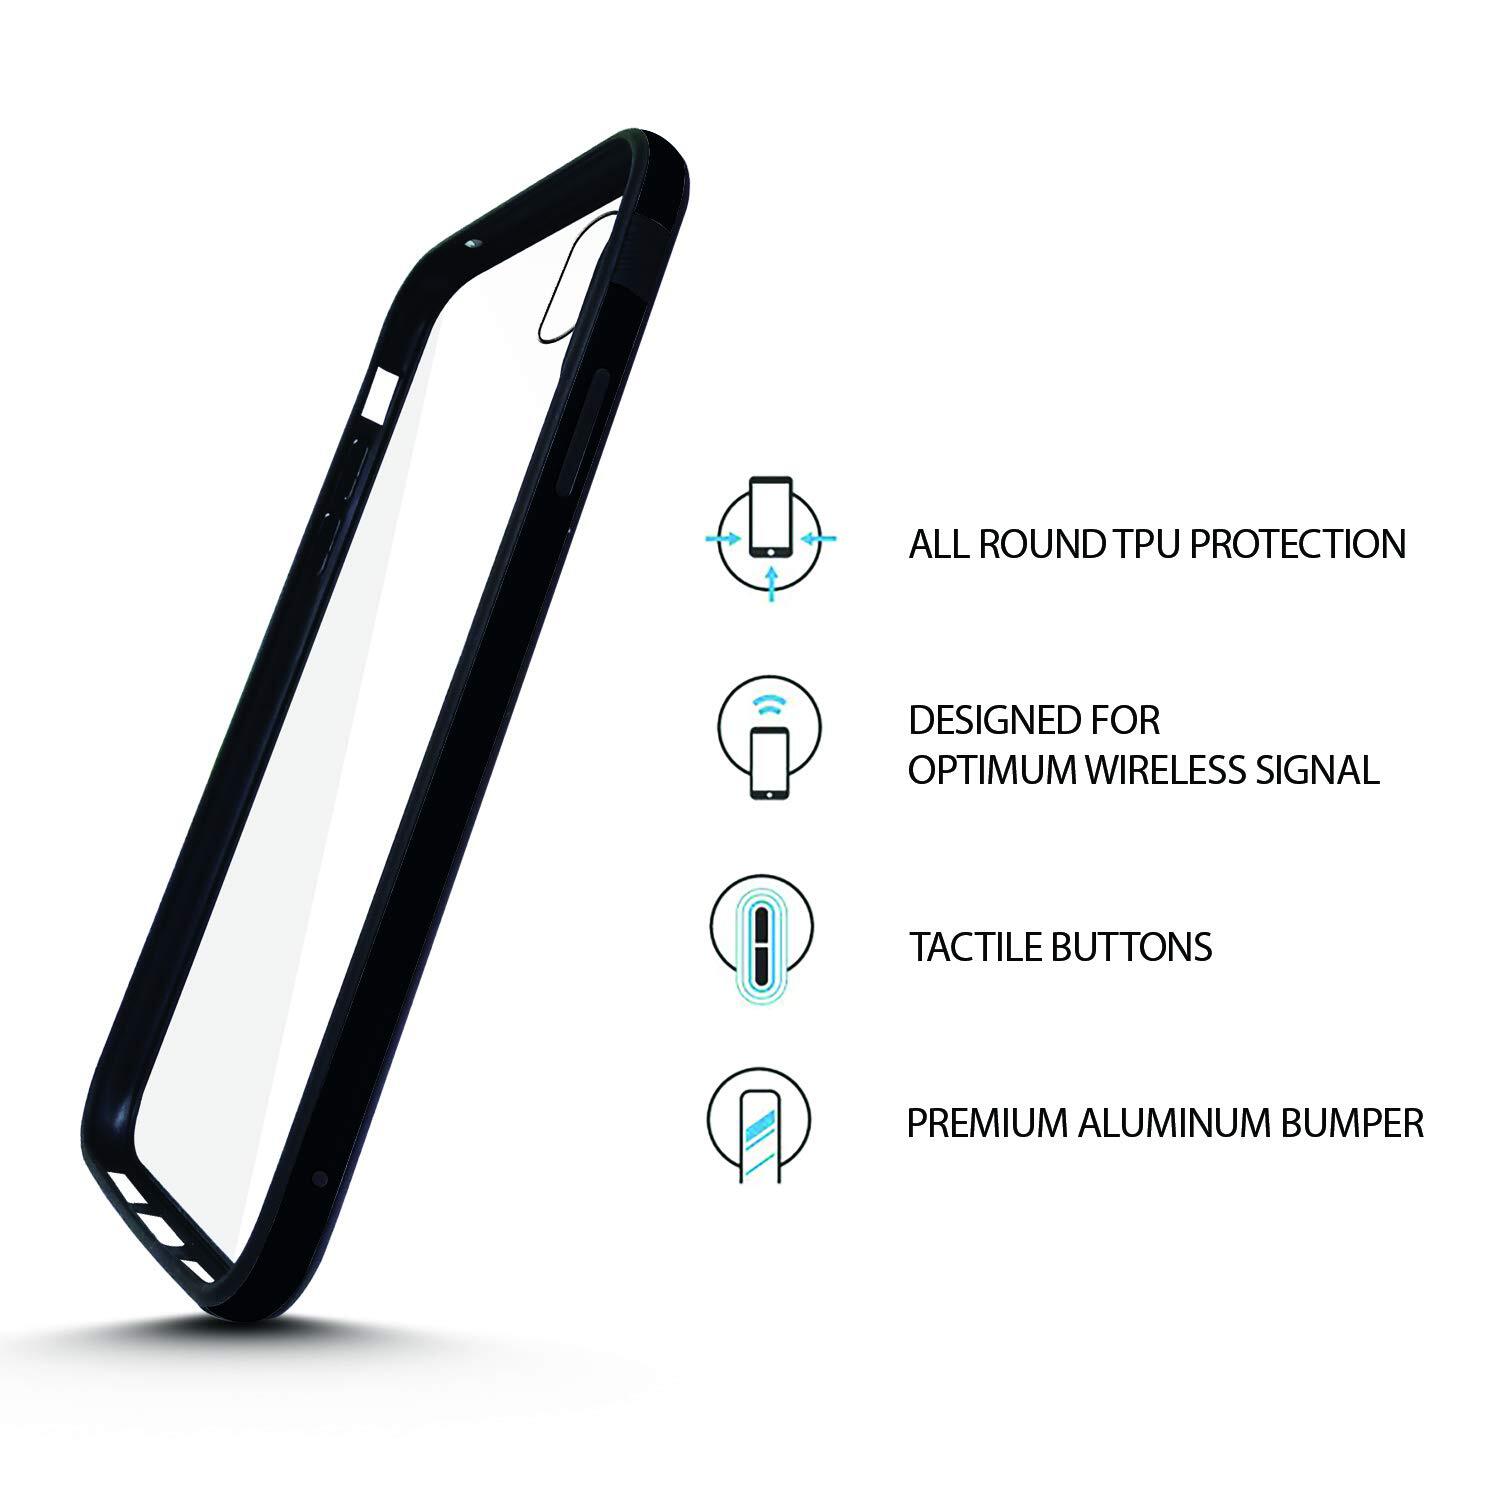 ALL ROUND TPU PROTECTION
DESIGNED FOR
OPTIMUM WIRELESS SIGNAL
TACTILE BUTTONS
PREMIUM ALUMINUM BUMPER